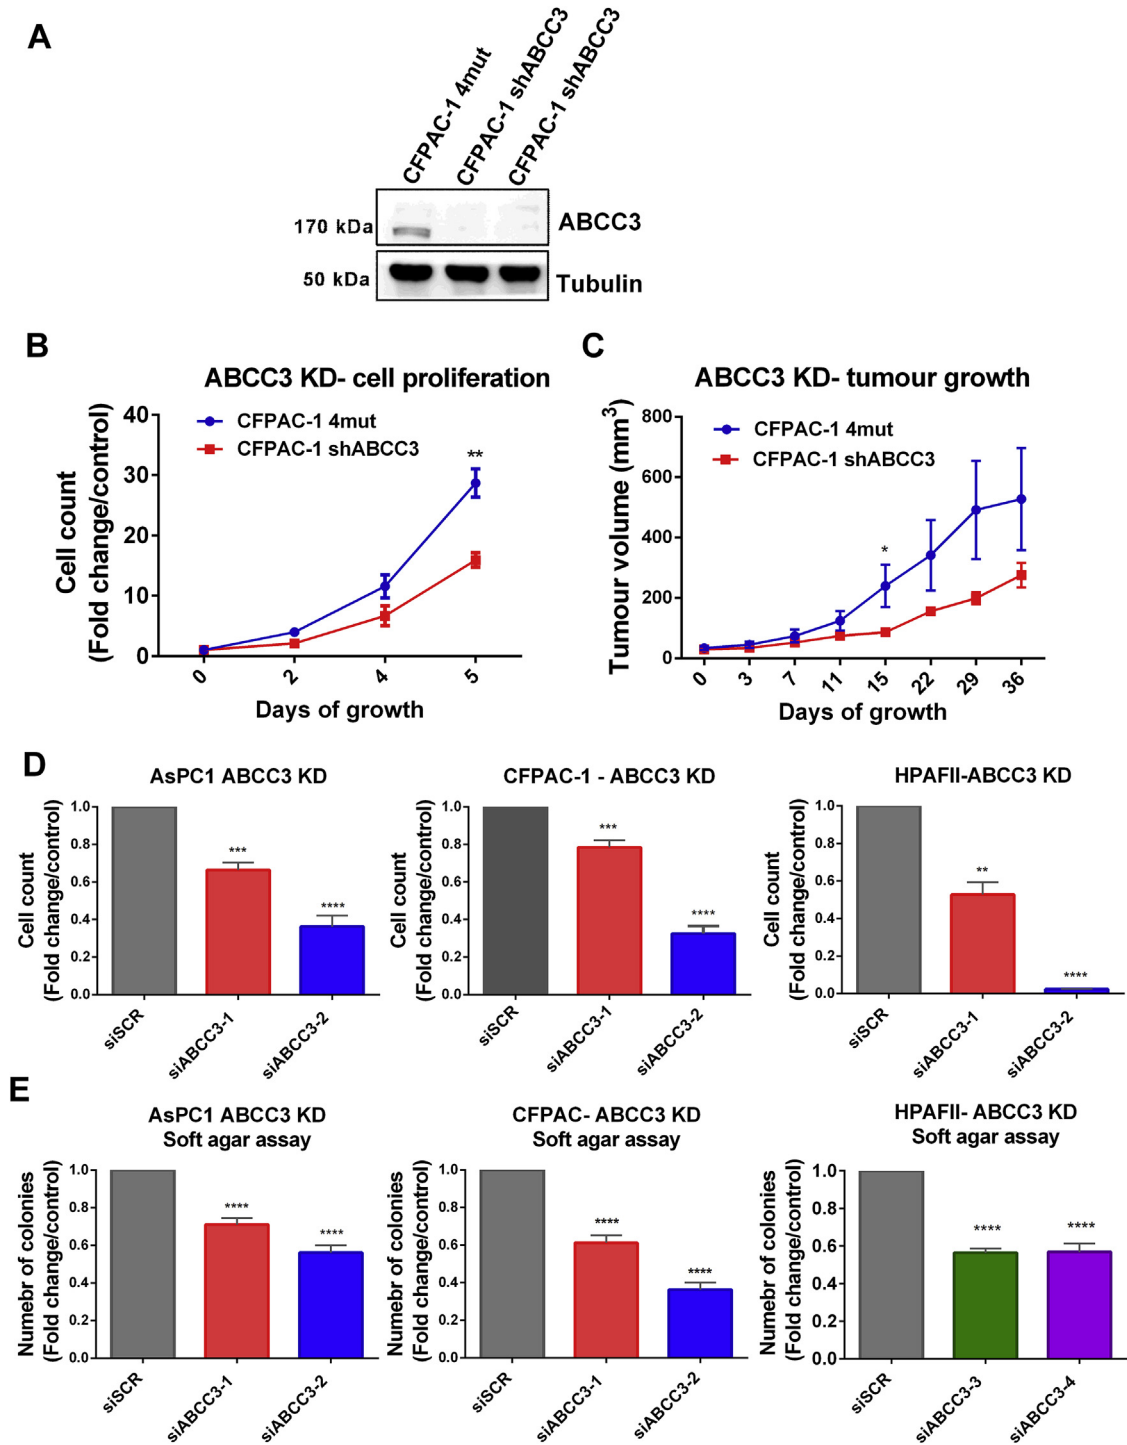 A
CFPAC-1 4mut
CFPAC-1 shABCC3
CFPAC-1 shABCC3
170 kDa
ABCC3
50 kDa
Tubulin
B
ABCC3 KD- cell proliferation
CFPAC-1 4mut
CFPAC-1 shABCC3
Cell count
(Fold change/control)
40
30
20
10
0
**
0
2
4
5
Days of growth
C
ABCC3 KD- tumour growth
CFPAC-1 4mut
CFPAC-1 shABCC3
Tumour volume (mm³)
800
600
400
200
0
*
0
3
7
11
15
22
29
36
Days of growth
D
AsPC1 ABCC3 KD
Cell count
(Fold change/control)
1.0
0.8
0.6
0.4
0.2
0.0
***
****
siSCR
siABCC3-1
siABCC3-2
CFPAC-1 - ABCC3 KD
Cell count
(Fold change/control)
1.0
0.8
0.6
0.4
0.2
0.0
***
****
siSCR
siABCC3-1
siABCC3-2
HPAFII-ABCC3 KD
Cell count
(Fold change/control)
1.0
0.8
0.6
0.4
0.2
0.0
**
****
siSCR
siABCC3-1
siABCC3-2
E
AsPC1 ABCC3 KD
Soft agar assay
Numebr of colonies
(Fold change/control)
1.0
0.8
0.6
0.4
0.2
0.0
****
****
siSCR
siABCC3-1
siABCC3-2
CFPAC- ABCC3 KD
Soft agar assay
Numebr of colonies
(Fold change/control)
1.0
0.8
0.6
0.4
0.2
0.0
****
****
siSCR
siABCC3-1
siABCC3-2
HPAFII- ABCC3 KD
Soft agar assay
Numebr of colonies
(Fold change/control)
1.0
0.8
0.6
0.4
0.2
0.0
****
****
siSCR
siABCC3-3
siABCC3-4